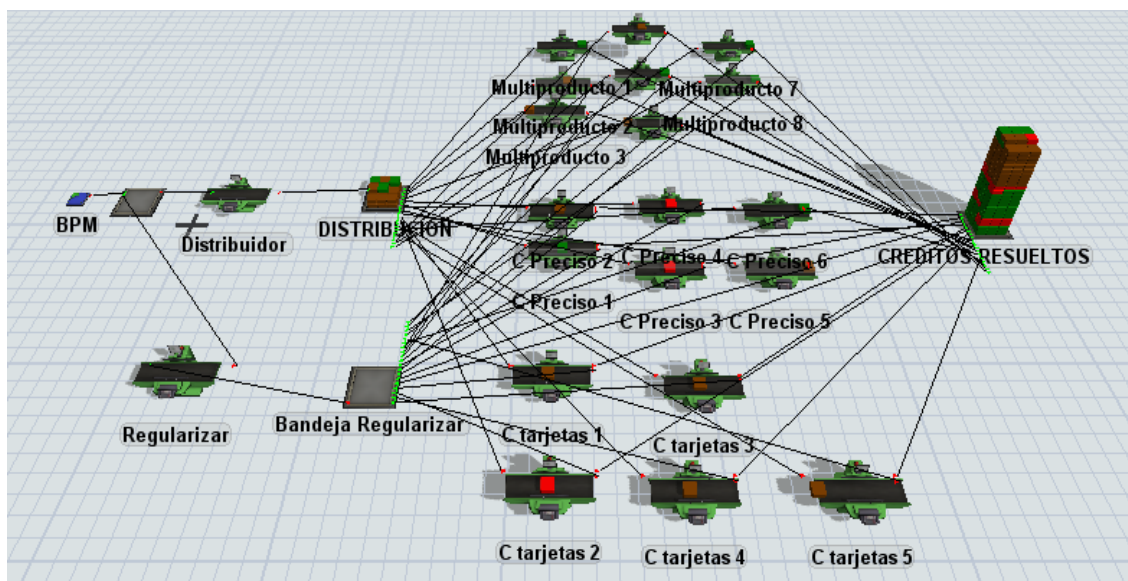 Multiproducto 1
Multiproducto 7
Multiproducto 2
Multiproducto 8
Multiproducto 3
BPM
Distribuidor
DISTRIBUCION
C Preciso 2
C Preciso 4
C Preciso 6
CREDITOS RESUELTOS
C Preciso 1
C Preciso 3
C Preciso 5
Regularizar
Bandeja Regularizar
C tarjetas 1
C tarjetas 3
C tarjetas 2
C tarjetas 4
C tarjetas 5